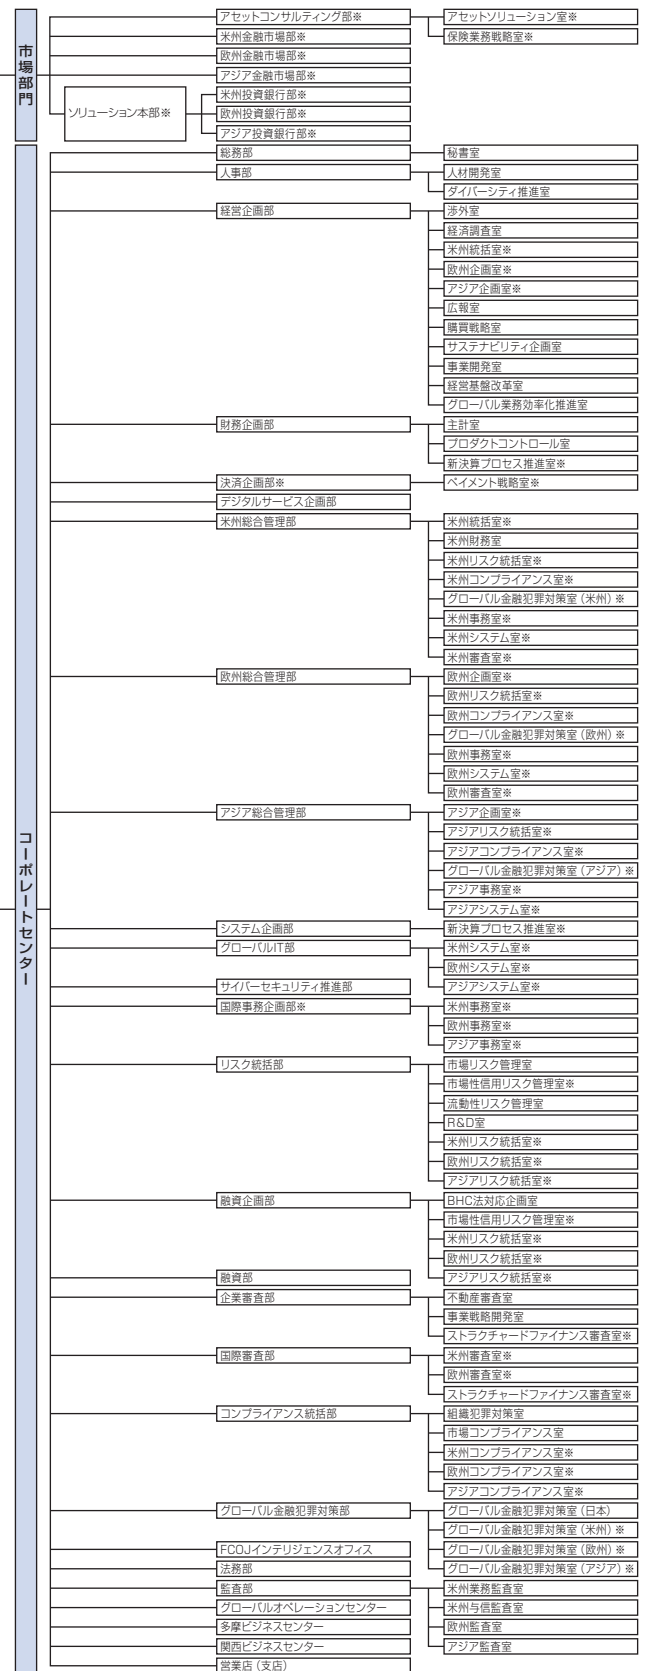 市場部門
アセットコンサルティング部※
アセットソリューション室※
保険業務戦略室※
米州金融市場部※
欧州金融市場部※
アジア金融市場部※
ソリューション本部※
米州投資銀行部※
欧州投資銀行部※
アジア投資銀行部※
コーポレートセンター
総務部
秘書室
人事部
人材開発室
ダイバーシティ推進室
経営企画部
渉外室
経済調査室
米州統括室※
欧州企画室※
アジア企画室※
広報室
購買戦略室
サステナビリティ企画室
事業開発室
経営基盤改革室
グローバル業務効率化推進室
財務企画部
主計室
プロダクトコントロール室
新決算プロセス推進室※
決済企画部※
ペイメント戦略室※
デジタルサービス企画部
米州総合管理部
米州統括室※
米州財務室
米州リスク統括室※
米州コンプライアンス室※
グローバル金融犯罪対策室(米州)※
米州事務室※
米州システム室※
米州審査室※
欧州総合管理部
欧州企画室※
欧州リスク統括室※
欧州コンプライアンス室※
グローバル金融犯罪対策室(欧州)※
欧州事務室※
欧州システム室※
欧州審査室※
アジア総合管理部
アジア企画室※
アジアリスク統括室※
アジアコンプライアンス室※
グローバル金融犯罪対策室(アジア)※
アジア事務室※
アジアシステム室※
システム企画部
新決算プロセス推進室※
グローバルIT部
米州システム室※
欧州システム室※
アジアシステム室※
サイバーセキュリティ推進部
国際事務企画部※
米州事務室※
欧州事務室※
アジア事務室※
リスク統括部
市場リスク管理室
市場性信用リスク管理室※
流動性リスク管理室
R&D室
米州リスク統括室※
欧州リスク統括室※
アジアリスク統括室※
融資企画部
BHC法対応企画室
市場性信用リスク管理室※
米州リスク統括室※
欧州リスク統括室※
アジアリスク統括室※
融資部
企業審査部
不動産審査室
事業戦略開発室
ストラクチャードファイナンス審査室※
国際審査部
米州審査室※
欧州審査室※
ストラクチャードファイナンス審査室※
コンプライアンス統括部
組織犯罪対策室
市場コンプライアンス室
米州コンプライアンス室※
欧州コンプライアンス室※
アジアコンプライアンス室※
グローバル金融犯罪対策部
グローバル金融犯罪対策室(日本)
グローバル金融犯罪対策室(米州)※
グローバル金融犯罪対策室(欧州)※
グローバル金融犯罪対策室(アジア)※
FCOJインテリジェンスオフィス
法務部
監査部
米州業務監査室
米州与信監査室
欧州監査室
アジア監査室
グローバルオペレーションセンター
多摩ビジネスセンター
関西ビジネスセンター
営業店(支店)